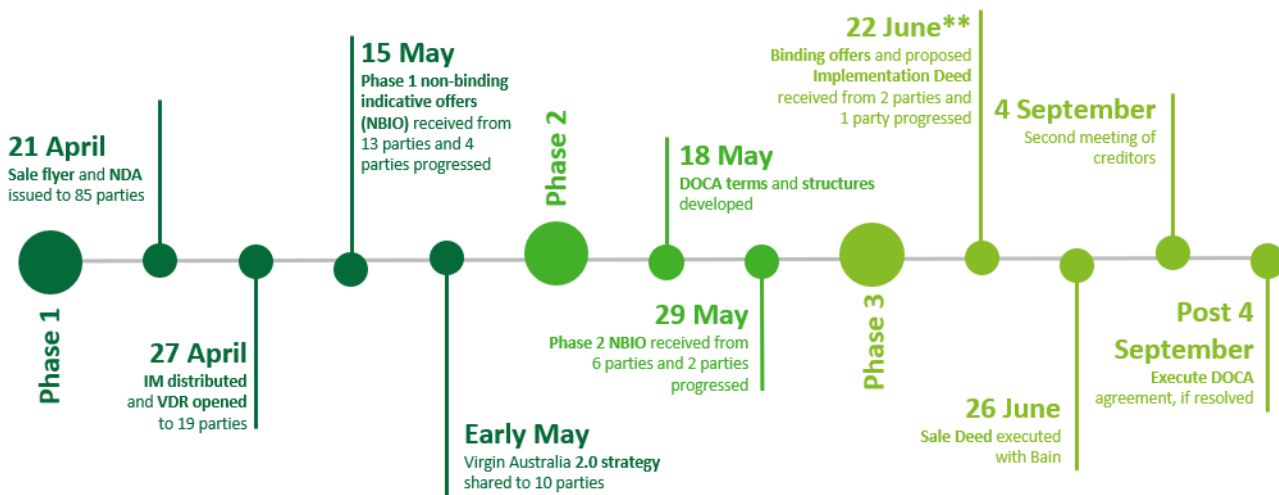 Phase 1
21 April
Sale flyer and NDA
issued to 85 parties
27 April
IM distributed
and VDR opened
to 19 parties
15 May
Phase 1 non-binding
indicative offers
(NBIO) received from
13 parties and 4
parties progressed
Early May
Virgin Australia 2.0 strategy
shared to 10 parties
Phase 2
18 May
DOCA terms and structures
developed
29 May
Phase 2 NBIO received from
6 parties and 2 parties
progressed
Phase 3
22 June**
Binding offers and proposed
Implementation Deed
received from 2 parties and
1 party progressed
26 June
Sale Deed executed
with Bain
4 September
Second meeting of
creditors
Post 4
September
Execute DOCA
agreement, if resolved